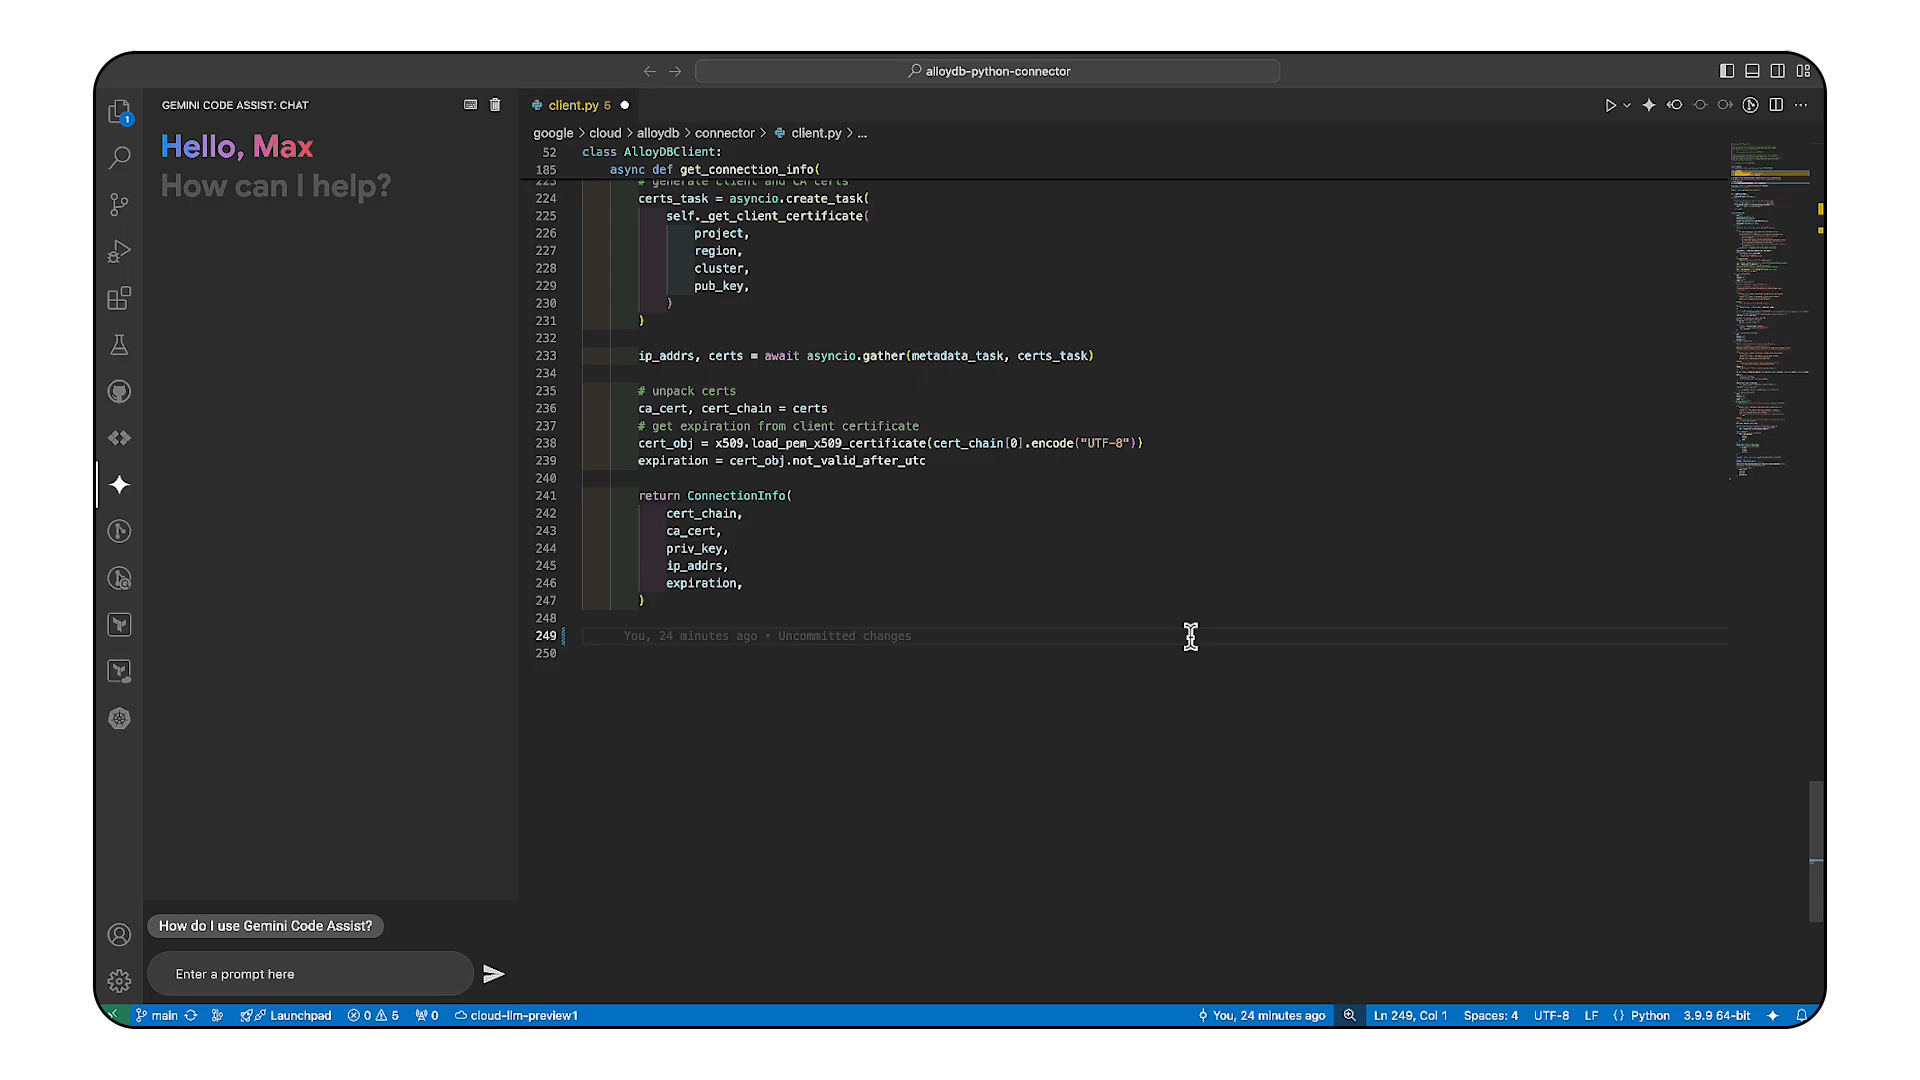 alloydb-python-connector
GEMINI CODE ASSIST: CHAT
Hello, Max
How can I help?
How do I use Gemini Code Assist?
Enter a prompt here
1
client.py 5
google > cloud > alloydb > connector > client.py > ...
52 class AlloyDBClient:
185 async def get_connection_info(
223 # generate client and CA certs
224 certs_task = asyncio.create_task(
225 self._get_client_certificate(
226 project,
227 region,
228 cluster,
229 pub_key,
230 )
231 )
232
233 ip_addrs, certs = await asyncio.gather(metadata_task, certs_task)
234
235 # unpack certs
236 ca_cert, cert_chain = certs
237 # get expiration from client certificate
238 cert_obj = x509.load_pem_x509_certificate(cert_chain[0].encode("UTF-8"))
239 expiration = cert_obj.not_valid_after_utc
240
241 return ConnectionInfo(
242 cert_chain,
243 ca_cert,
244 priv_key,
245 ip_addrs,
246 expiration,
247 )
248
249 You, 24 minutes ago • Uncommitted changes
250
main Launchpad 0 5 0 cloud-llm-preview1 You, 24 minutes ago Ln 249, Col 1 Spaces: 4 UTF-8 LF {} Python 3.9.9 64-bit